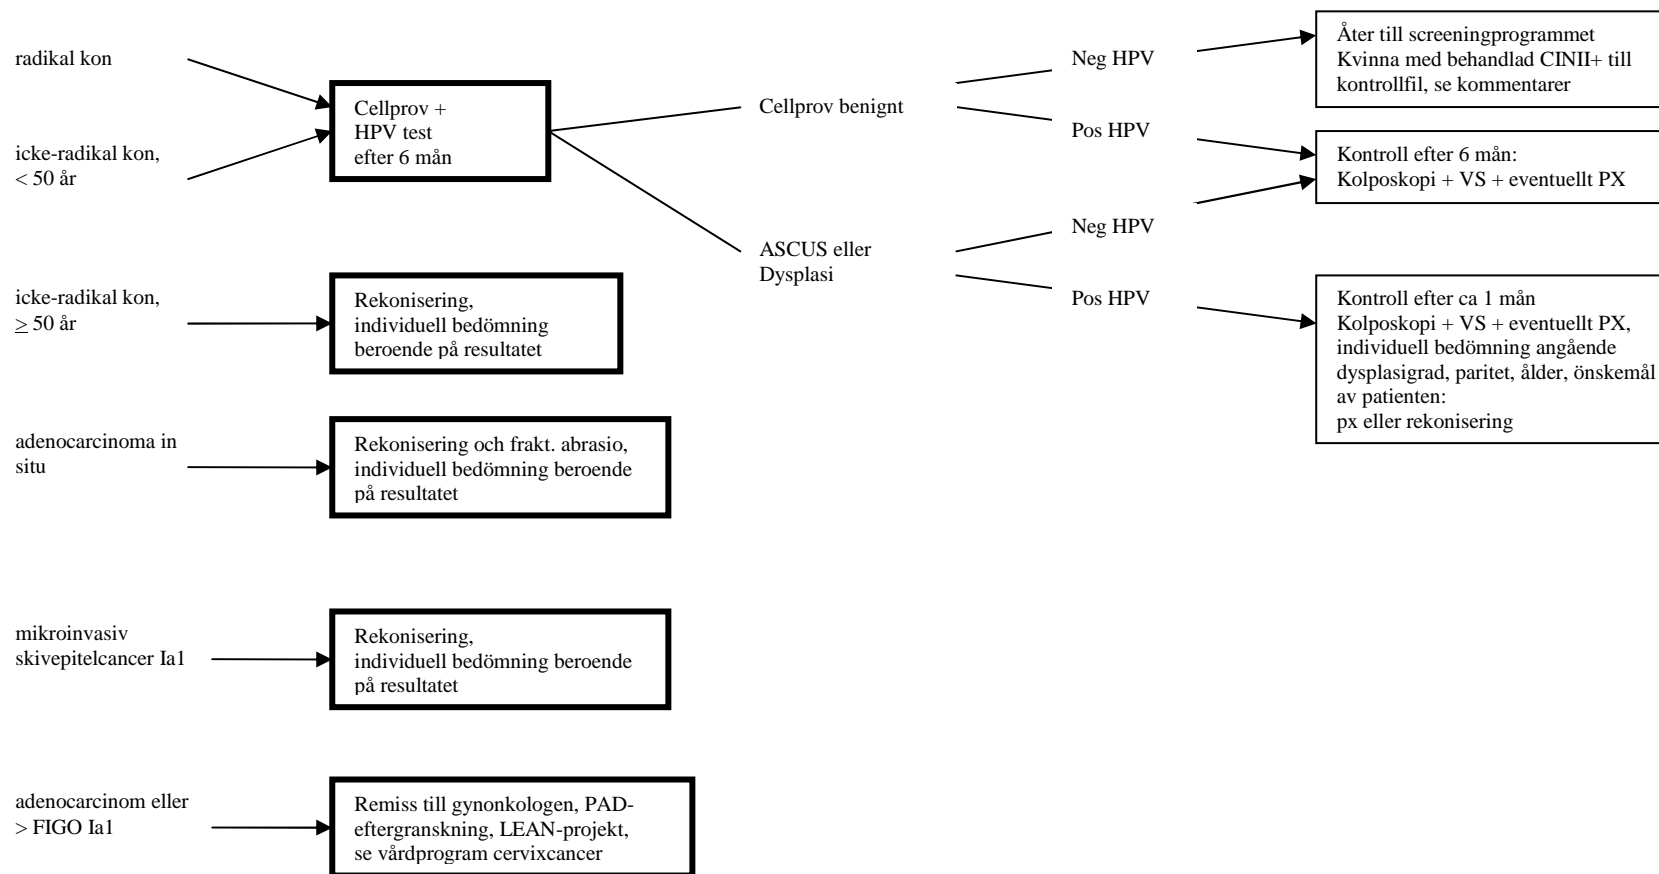 radikal kon
icke-radikal kon,
< 50 år
Cellprov +
HPV test
efter 6 mån
Cellprov benignt
ASCUS eller
Dysplasi
Neg HPV
Pos HPV
Neg HPV
Pos HPV
Åter till screeningprogrammet
Kvinna med behandlad CINII+ till
kontrollfil, se kommentarer
Kontroll efter 6 mån:
Kolposkopi + VS + eventuellt PX
Kontroll efter ca 1 mån
Kolposkopi + VS + eventuellt PX,
individuell bedömning angående
dysplasigrad, paritet, ålder, önskemål
av patienten:
px eller rekonisering
icke-radikal kon,
≥ 50 år
Rekonisering,
individuell bedömning
beroende på resultatet
adenocarcinoma in
situ
Rekonisering och frakt. abrasio,
individuell bedömning beroende
på resultatet
mikroinvasiv
skivepitelcancer Ia1
Rekonisering,
individuell bedömning beroende
på resultatet
adenocarcinom eller
> FIGO Ia1
Remiss till gynonkologen, PAD-
eftergranskning, LEAN-projekt,
se vårdprogram cervixcancer